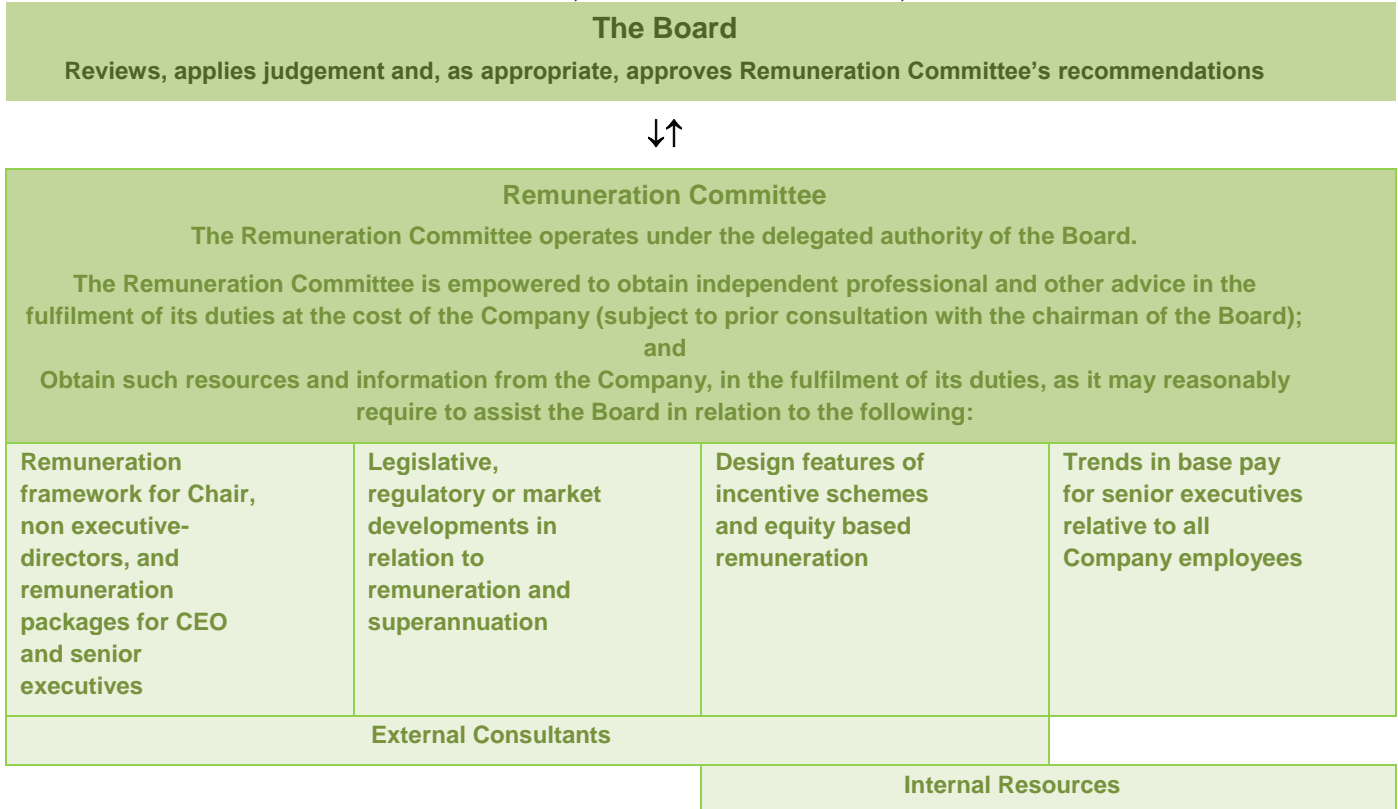 The Board
Reviews, applies judgement and, as appropriate, approves Remuneration Committee's recommendations
↓↑
Remuneration Committee
The Remuneration Committee operates under the delegated authority of the Board.
The Remuneration Committee is empowered to obtain independent professional and other advice in the
fulfilment of its duties at the cost of the Company (subject to prior consultation with the chairman of the Board);
and
Obtain such resources and information from the Company, in the fulfilment of its duties, as it may reasonably
require to assist the Board in relation to the following:
Remuneration
framework for Chair,
non executive-
directors, and
remuneration
packages for CEO
and senior
executives
Legislative,
regulatory or market
developments in
relation to
remuneration and
superannuation
Design features of
incentive schemes
and equity based
remuneration
Trends in base pay
for senior executives
relative to all
Company employees
External Consultants
Internal Resources